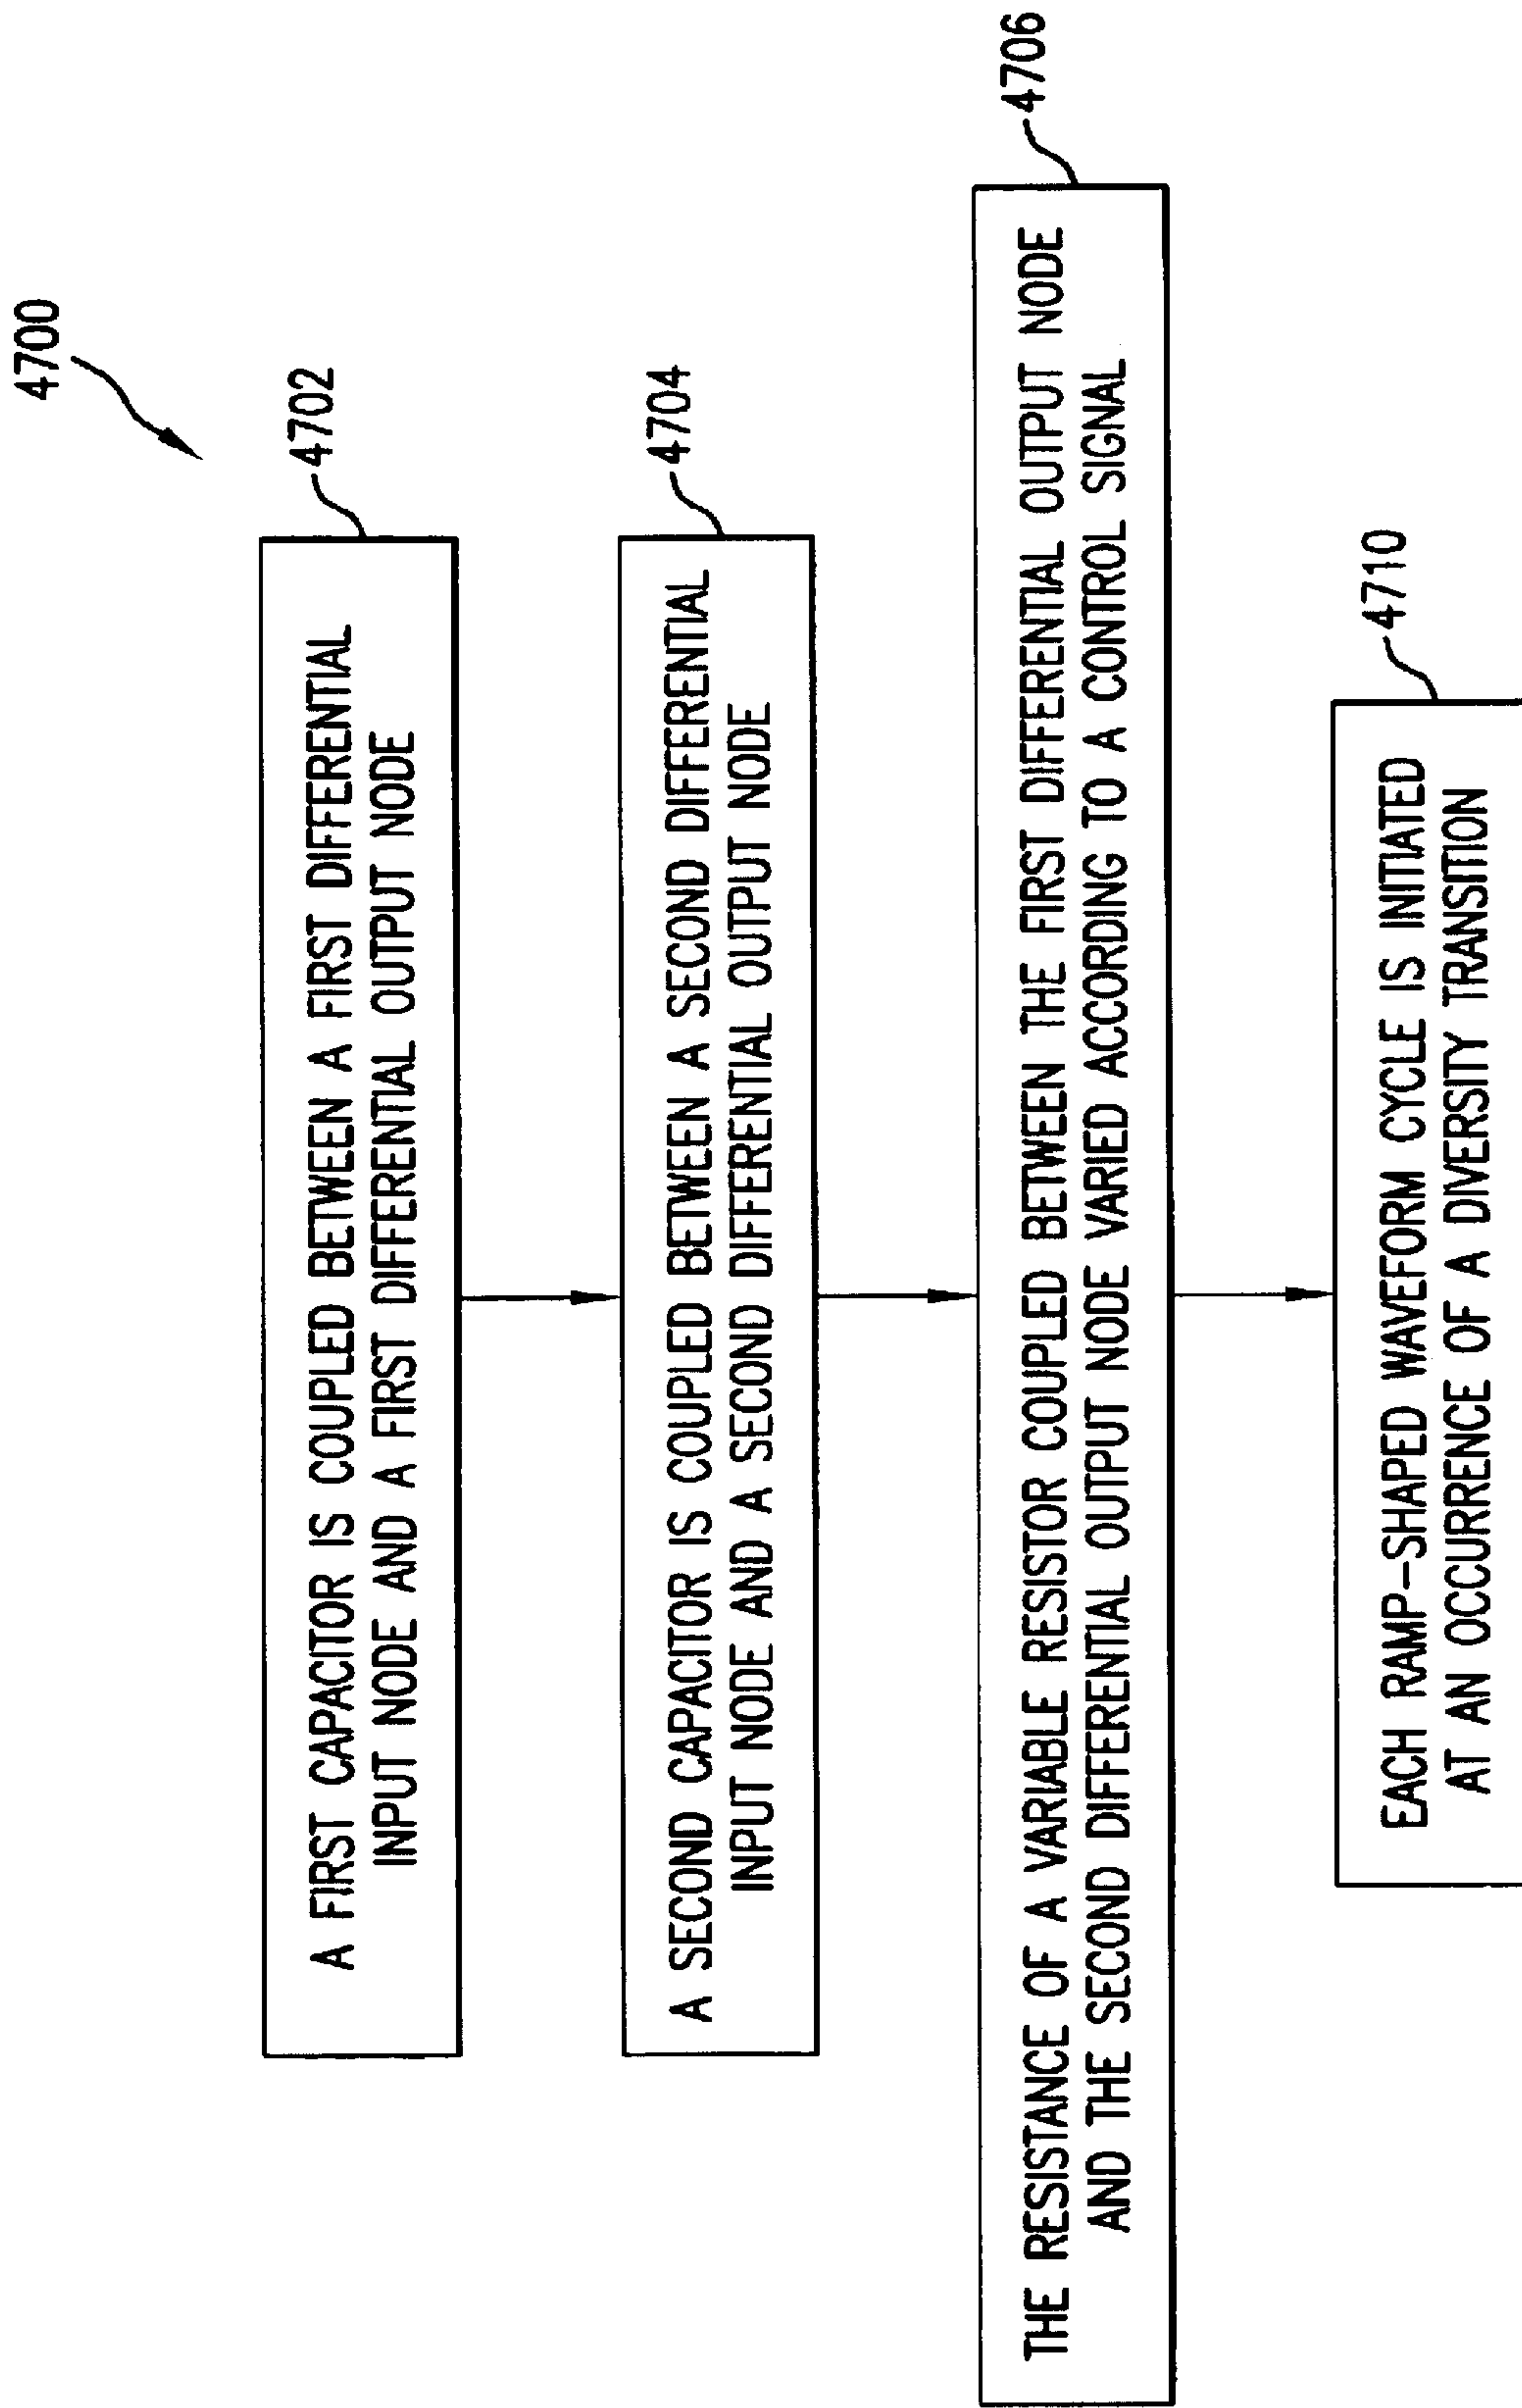 4700
4702
A FIRST CAPACITOR IS COUPLED BETWEEN A FIRST DIFFERENTIAL
INPUT NODE AND A FIRST DIFFERENTIAL OUTPUT NODE
4704
A SECOND CAPACITOR IS COUPLED BETWEEN A SECOND DIFFERENTIAL
INPUT NODE AND A SECOND DIFFERENTIAL OUTPUT NODE
4706
THE RESISTANCE OF A VARIABLE RESISTOR COUPLED BETWEEN THE FIRST DIFFERENTIAL OUTPUT NODE
AND THE SECOND DIFFERENTIAL OUTPUT NODE VARIED ACCORDING TO A CONTROL SIGNAL
4710
EACH RAMP-SHAPED WAVEFORM CYCLE IS INITIATED
AT AN OCCURRENCE OF A DIVERSITY TRANSITION